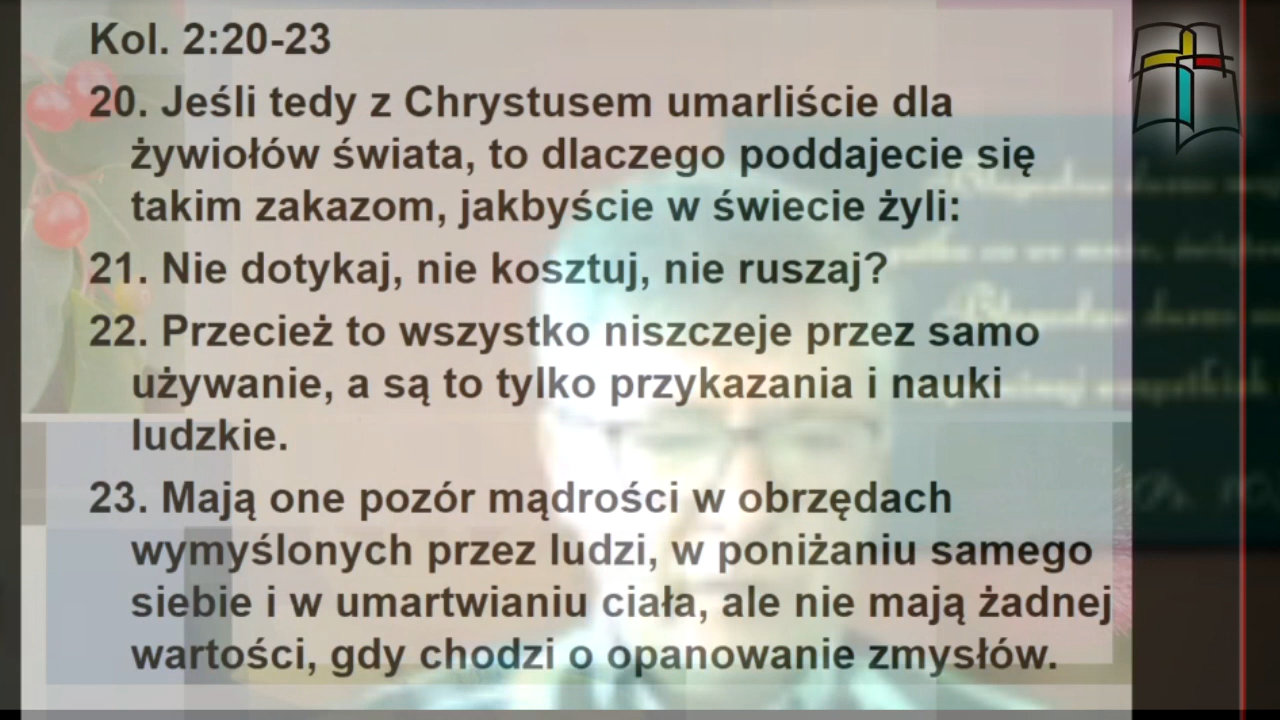 Kol. 2:20-23
20. Jeśli tedy z Chrystusem umarliście dla
żywiołów świata, to dlaczego poddajecie się
takim zakazom, jakbyście w świecie żyli:
21. Nie dotykaj, nie kosztuj, nie ruszaj?
22. Przecież to wszystko niszczeje przez samo
używanie, a są to tylko przykazania i nauki
ludzkie.
23. Mają one pozór mądrości w obrzędach
wymyślonych przez ludzi, w poniżaniu samego
siebie i w umartwianiu ciała, ale nie mają żadnej
wartości, gdy chodzi o opanowanie zmysłów.